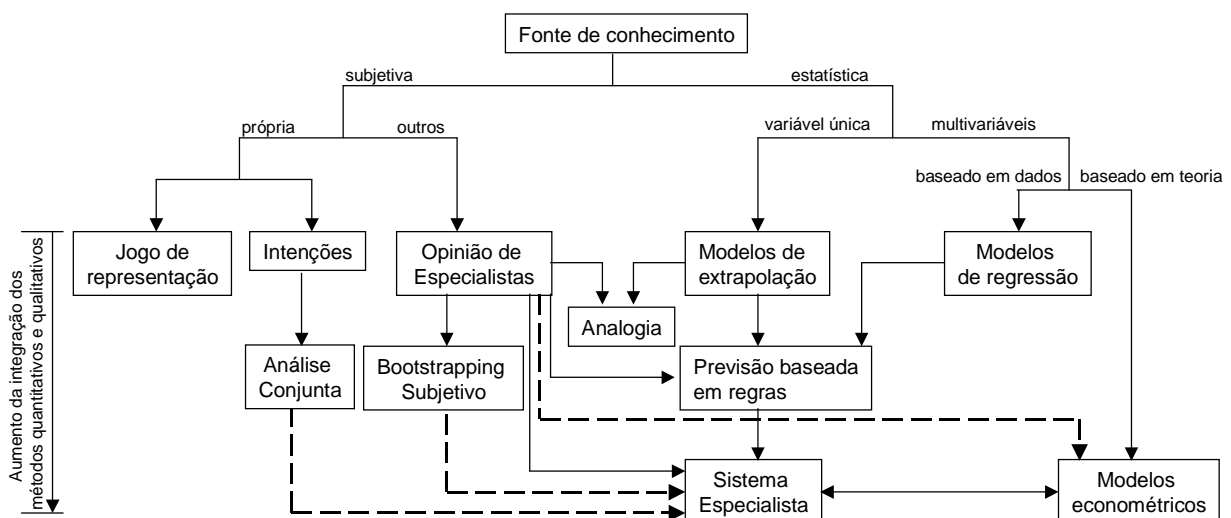 Fonte de conhecimento
subjetiva
estatística
própria
outros
variável única
multivariáveis
baseado em dados
baseado em teoria
Aumento da integração dos
métodos quantitativos e qualitativos
Jogo de
representação
Intenções
Opinião de
Especialistas
Modelos de
extrapolação
Modelos
de regressão
Analogia
Análise
Conjunta
Bootstrapping
Subjetivo
Previsão baseada
em regras
Sistema
Especialista
Modelos
econométricos